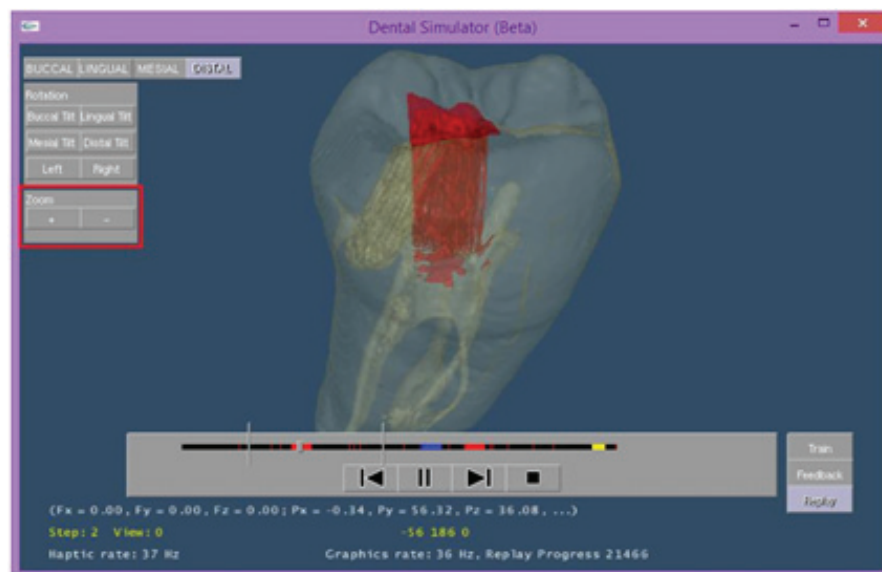 Dental Simulator (Beta)
BUCCAL LINGUAL MESIAL DISTAL
Rotation
Buccal Tilt Lingual Tilt
Mesial Tilt Distal Tilt
Left Right
Zoom
+ -
Train
Feedback
Replay
(Fx = 0.00, Fy = 0.00, Fz = 0.00; Px = -0.34, Py = 56.32, Pz = 36.08, ...)
Step: 2 View: 0 -56 186 0
Haptic rate: 37 Hz Graphics rate: 36 Hz, Replay Progress 21466